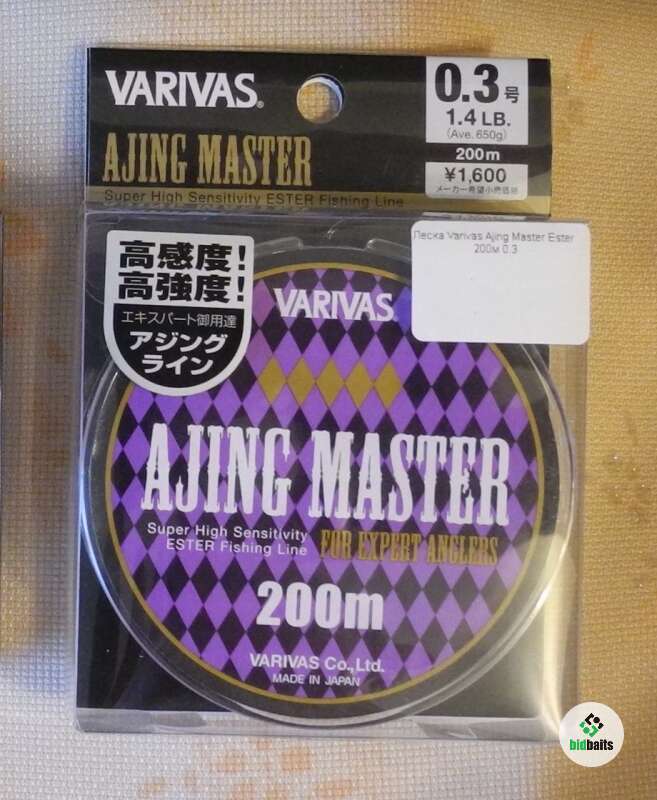 VARIVAS®
AJING MASTER
Super High Sensitivity ESTER Fishing Line
0.3号
1.4 LB.
(Ave. 650g)
200m
¥1,600
メーカー希望小売価格
Леска Varivas Ajing Master Ester
200м 0.3
高感度!
高強度!
エキスパート御用達
アジング
ライン
VARIVAS®
AJING MASTER
Super High Sensitivity
ESTER Fishing Line
FOR EXPERT ANGLERS
200m
VARIVAS Co.,Ltd.
MADE IN JAPAN
bidbaits